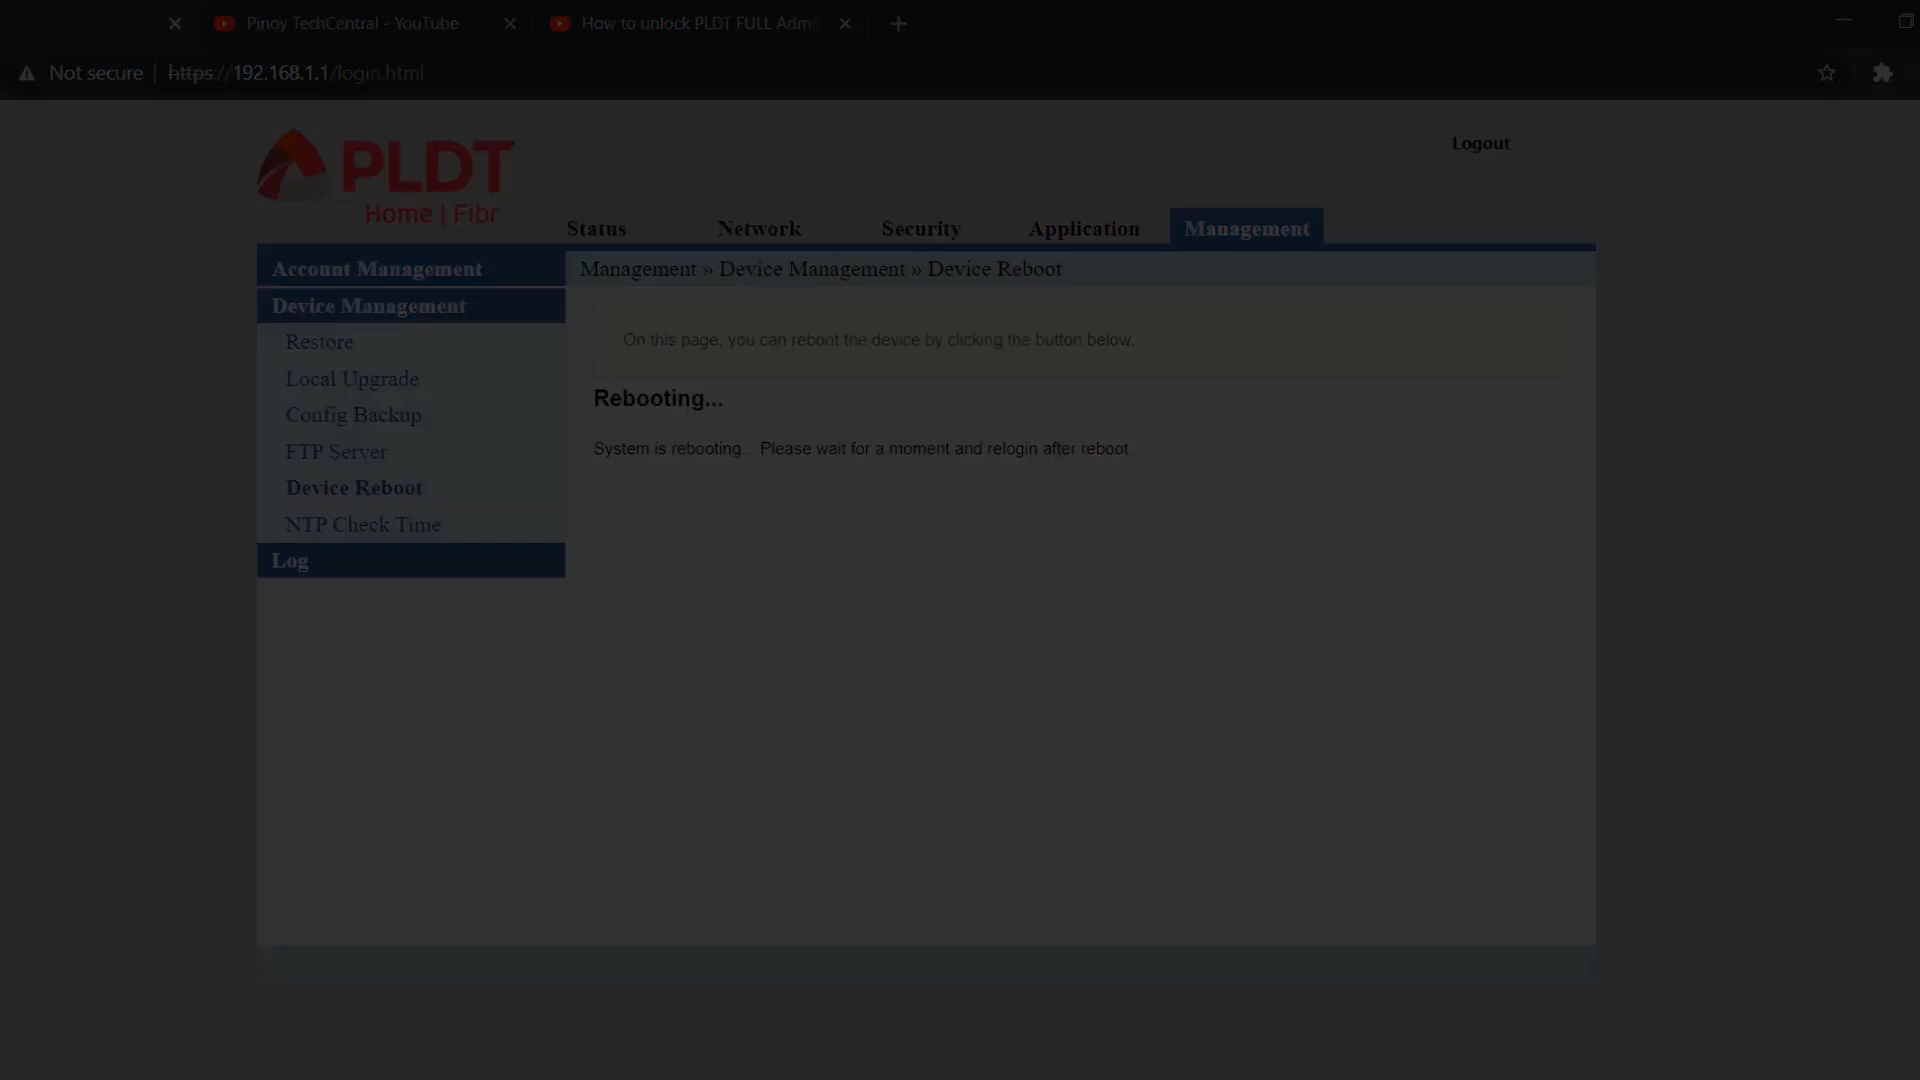 Pinoy TechCentral - YouTube
How to unlock PLDT FULL Admi
Not secure | https://192.168.1.1/login.html
PLDT
Home | Fibr
Logout
Status Network Security Application Management
Account Management
Management » Device Management » Device Reboot
Device Management
Restore
Local Upgrade
Config Backup
FTP Server
Device Reboot
NTP Check Time
Log
On this page, you can reboot the device by clicking the button below.
Rebooting...
System is rebooting... Please wait for a moment and relogin after reboot.